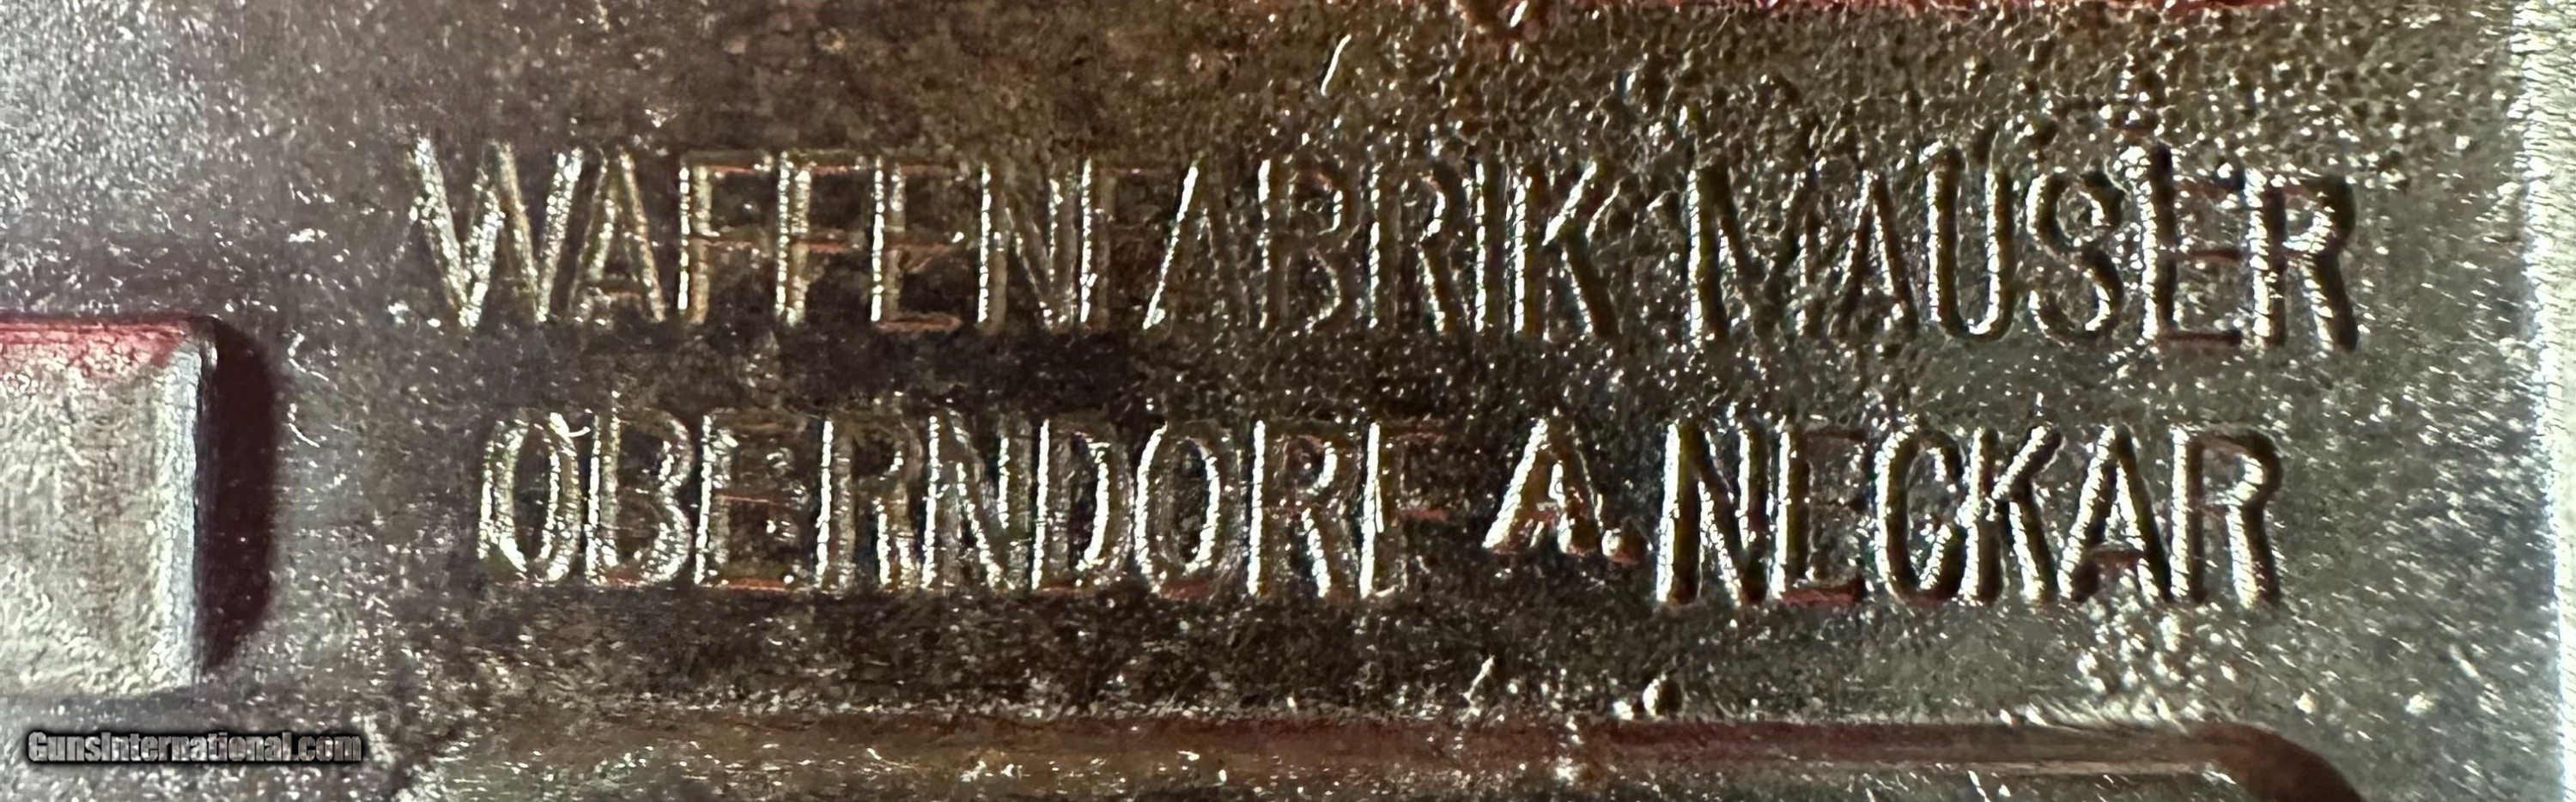 WAFFENFABRIK MAUSER
OBERNDORF A. NECKAR
GunsInternational.com